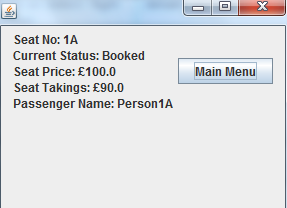 Seat No: 1A
Current Status: Booked
Seat Price: £100.0
Seat Takings: £90.0
Passenger Name: Person1A
Main Menu